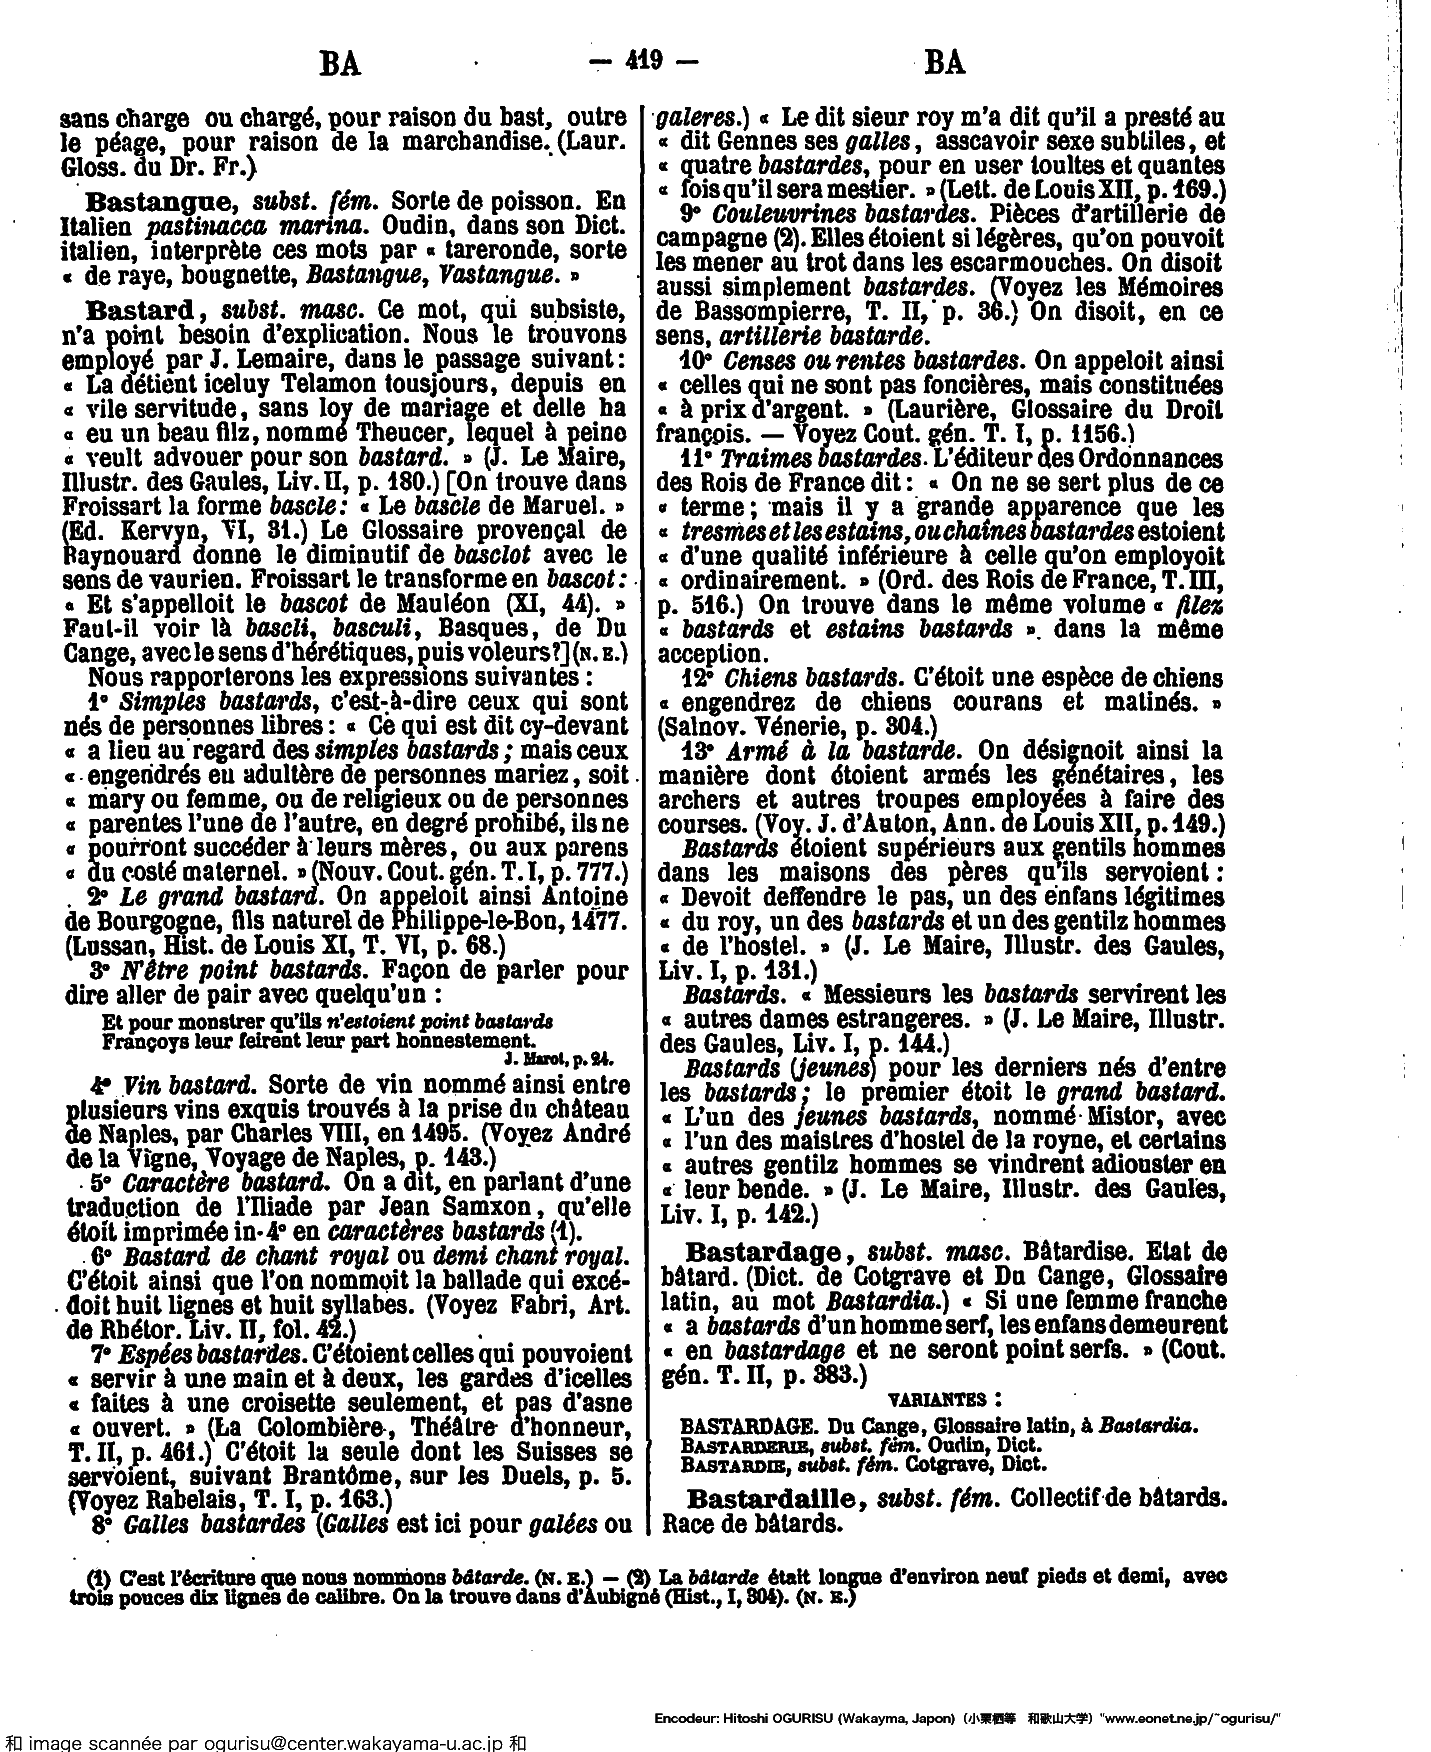 BA — 419 — BA
sans charge ou chargé, pour raison du bast, outre
le péage, pour raison de la marchandise. (Laur.
Gloss. du Dr. Fr.)
Bastangue, subst. fém. Sorte de poisson. En
Italien pastinacca marina. Oudin, dans son Dict.
italien, interprète ces mots par « tareronde, sorte
« de raye, bougnette, Bastangue, Vastangue. »
Bastard, subst. masc. Ce mot, qui subsiste,
n'a point besoin d'explication. Nous le trouvons
employé par J. Lemaire, dans le passage suivant :
« La détient iceluy Telamon tousjours, depuis en
« vile servitude, sans loy de mariage et delle ha
« eu un beau filz, nommé Theucer, lequel à peine
« veult advouer pour son bastard. » (J. Le Maire,
Illustr. des Gaules, Liv. II, p. 180.) [On trouve dans
Froissart la forme bascle : « Le bascle de Maruel. »
(Ed. Kervyn, VI, 31.) Le Glossaire provençal de
Raynouard donne le diminutif de basclot avec le
sens de vaurien. Froissart le transforme en bascot :
« Et s'appelloit le bascot de Mauléon (XI, 44). »
Faut-il voir là bascli, basculi, Basques, de Du
Cange, avec le sens d'hérétiques, puis voleurs?] (N. E.)
Nous rapporterons les expressions suivantes :
1° Simples bastards, c'est-à-dire ceux qui sont
nés de personnes libres : « Ce qui est dit cy-devant
« a lieu au regard des simples bastards ; mais ceux
« engendrés en adultère de personnes mariez, soit
« mary ou femme, ou de religieux ou de personnes
« parentes l'une de l'autre, en degré prohibé, ils ne
« pourront succéder à leurs mères, ou aux parens
« du costé maternel. » (Nouv. Cout. gén. T. I, p. 777.)
2° Le grand bastard. On appeloit ainsi Antoine
de Bourgogne, fils naturel de Philippe-le-Bon, 1477.
(Lussan, Hist. de Louis XI, T. VI, p. 68.)
3° N'être point bastards. Façon de parler pour
dire aller de pair avec quelqu'un :
Et pour monstrer qu'ils n'estoient point bastards
Françoys leur feirent leur part honnestement.
J. Marot, p. 24.
4° Vin bastard. Sorte de vin nommé ainsi entre
plusieurs vins exquis trouvés à la prise du château
de Naples, par Charles VIII, en 1495. (Voyez André
de la Vigne, Voyage de Naples, p. 143.)
5° Caractère bastard. On a dit, en parlant d'une
traduction de l'Iliade par Jean Samxon, qu'elle
étoit imprimée in-4° en caractères bastards (1).
6° Bastard de chant royal ou demi chant royal.
C'étoit ainsi que l'on nommoit la ballade qui excé-
doit huit lignes et huit syllabes. (Voyez Fabri, Art.
de Rhétor. Liv. II, fol. 42.)
7° Espées bastardes. C'étoient celles qui pouvoient
« servir à une main et à deux, les gardes d'icelles
« faites à une croisette seulement, et pas d'asne
« ouvert. » (La Colombière, Théâtre d'honneur,
T. II, p. 461.) C'étoit la seule dont les Suisses se
servoient, suivant Brantôme, sur les Duels, p. 5.
(Voyez Rabelais, T. I, p. 163.)
8° Galles bastardes (Galles est ici pour galées ou
galeres.) « Le dit sieur roy m'a dit qu'il a presté au
« dit Gennes ses galles, asscavoir sexe subtiles, et
« quatre bastardes, pour en user toultes et quantes
« fois qu'il sera mestier. » (Lett. de Louis XII, p. 169.)
9° Couleuvrines bastardes. Pièces d'artillerie de
campagne (2). Elles étoient si légères, qu'on pouvoit
les mener au trot dans les escarmouches. On disoit
aussi simplement bastardes. (Voyez les Mémoires
de Bassompierre, T. II, p. 36.) On disoit, en ce
sens, artillerie bastarde.
10° Censes ou rentes bastardes. On appeloit ainsi
« celles qui ne sont pas foncières, mais constituées
« à prix d'argent. » (Laurière, Glossaire du Droit
françois. — Voyez Cout. gén. T. I, p. 1156.)
11° Traimes bastardes. L'éditeur des Ordonnances
des Rois de France dit : « On ne se sert plus de ce
« terme ; mais il y a grande apparence que les
« tresmes et les estains, ou chaînes bastardes estoient
« d'une qualité inférieure à celle qu'on employoit
« ordinairement. » (Ord. des Rois de France, T. III,
p. 516.) On trouve dans le même volume « filez
« bastards et estains bastards » dans la même
acception.
12° Chiens bastards. C'étoit une espèce de chiens
« engendrez de chiens courans et matinés. »
(Salnov. Vénerie, p. 304.)
13° Armé à la bastarde. On désignoit ainsi la
manière dont étoient armés les génétaires, les
archers et autres troupes employées à faire des
courses. (Voy. J. d'Auton, Ann. de Louis XII, p. 149.)
Bastards étoient supérieurs aux gentils hommes
dans les maisons des pères qu'ils servoient :
« Devoit deffendre le pas, un des enfans légitimes
« du roy, un des bastards et un des gentilz hommes
« de l'hostel. » (J. Le Maire, Illustr. des Gaules,
Liv. I, p. 131.)
Bastards. « Messieurs les bastards servirent les
« autres dames estrangeres. » (J. Le Maire, Illustr.
des Gaules, Liv. I, p. 144.)
Bastards (jeunes) pour les derniers nés d'entre
les bastards ; le premier étoit le grand bastard.
« L'un des jeunes bastards, nommé Mistor, avec
« l'un des maistres d'hostel de la royne, et certains
« autres gentilz hommes se vindrent adiouster en
« leur bende. » (J. Le Maire, Illustr. des Gaules,
Liv. I, p. 142.)
Bastardage, subst. masc. Bâtardise. Etat de
bâtard. (Dict. de Cotgrave et Du Cange, Glossaire
latin, au mot Bastardia.) « Si une femme franche
« a bastards d'un homme serf, les enfans demeurent
« en bastardage et ne seront point serfs. » (Cout.
gén. T. II, p. 383.)
VARIANTES :
BASTARDAGE. Du Cange, Glossaire latin, à Bastardia.
BASTARDERIE, subst. fém. Oudin, Dict.
BASTARDIE, subst. fém. Cotgrave, Dict.
Bastardaille, subst. fém. Collectif de bâtards.
Race de bâtards.
(1) C'est l'écriture que nous nommons bâtarde. (N. E.) — (2) La bâtarde était longue d'environ neuf pieds et demi, avec
trois pouces dix lignes de calibre. On la trouve dans d'Aubigné (Hist., I, 304). (N. E.)
Encodeur: Hitoshi OGURISU (Wakayma, Japon) (小栗栖等 和歌山大学) "www.eonet.ne.jp/~ogurisu/"
和 image scannée par ogurisu@center.wakayama-u.ac.jp 和